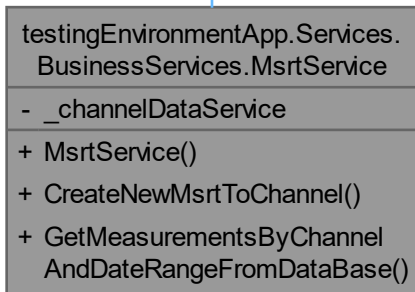 testingEnvironmentApp.Services.
BusinessServices.MsrtService
- _channelDataService
+ MsrtService()
+ CreateNewMsrtToChannel()
+ GetMeasurementsByChannel
AndDateRangeFromDataBase()